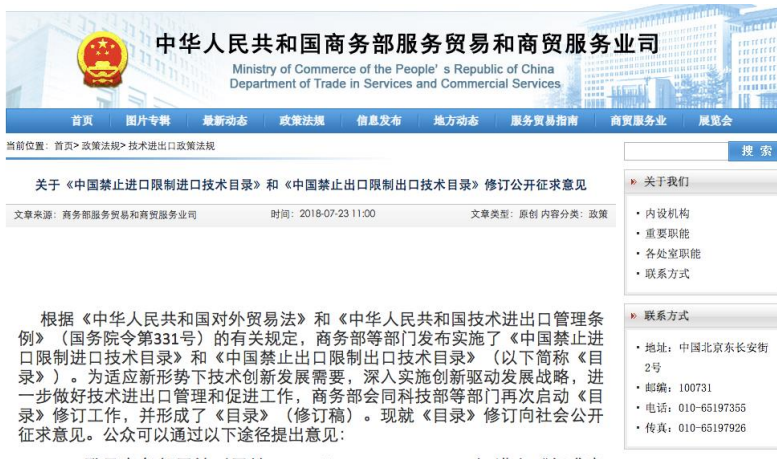 中华人民共和国商务部服务贸易和商贸服务业司
Ministry of Commerce of the People's Republic of China
Department of Trade in Services and Commercial Services
首页 图片专辑 最新动态 政策法规 信息发布 地方动态 服务贸易指南 商贸服务业 展览会
当前位置：首页>政策法规>技术进出口政策法规
搜 索
关于《中国禁止进口限制进口技术目录》和《中国禁止出口限制出口技术目录》修订公开征求意见
文章来源：商务部服务贸易和商贸服务业司 时间：2018-07-23 11:00 文章类型：原创 内容分类：政策
根据《中华人民共和国对外贸易法》和《中华人民共和国技术进出口管理条
例》（国务院令第331号）的有关规定，商务部等部门发布实施了《中国禁止进
口限制进口技术目录》和《中国禁止出口限制出口技术目录》（以下简称《目
录》）。为适应新形势下技术创新发展需要，深入实施创新驱动发展战略，进
一步做好技术进出口管理和促进工作，商务部会同科技部等部门再次启动《目
录》修订工作，并形成了《目录》（修订稿）。现就《目录》修订向社会公开
征求意见。公众可以通过以下途径提出意见：
关于我们
• 内设机构
• 重要职能
• 各处室职能
• 联系方式
联系方式
• 地址：中国北京东长安街
2号
• 邮编：100731
• 电话：010-65197355
• 传真：010-65197926